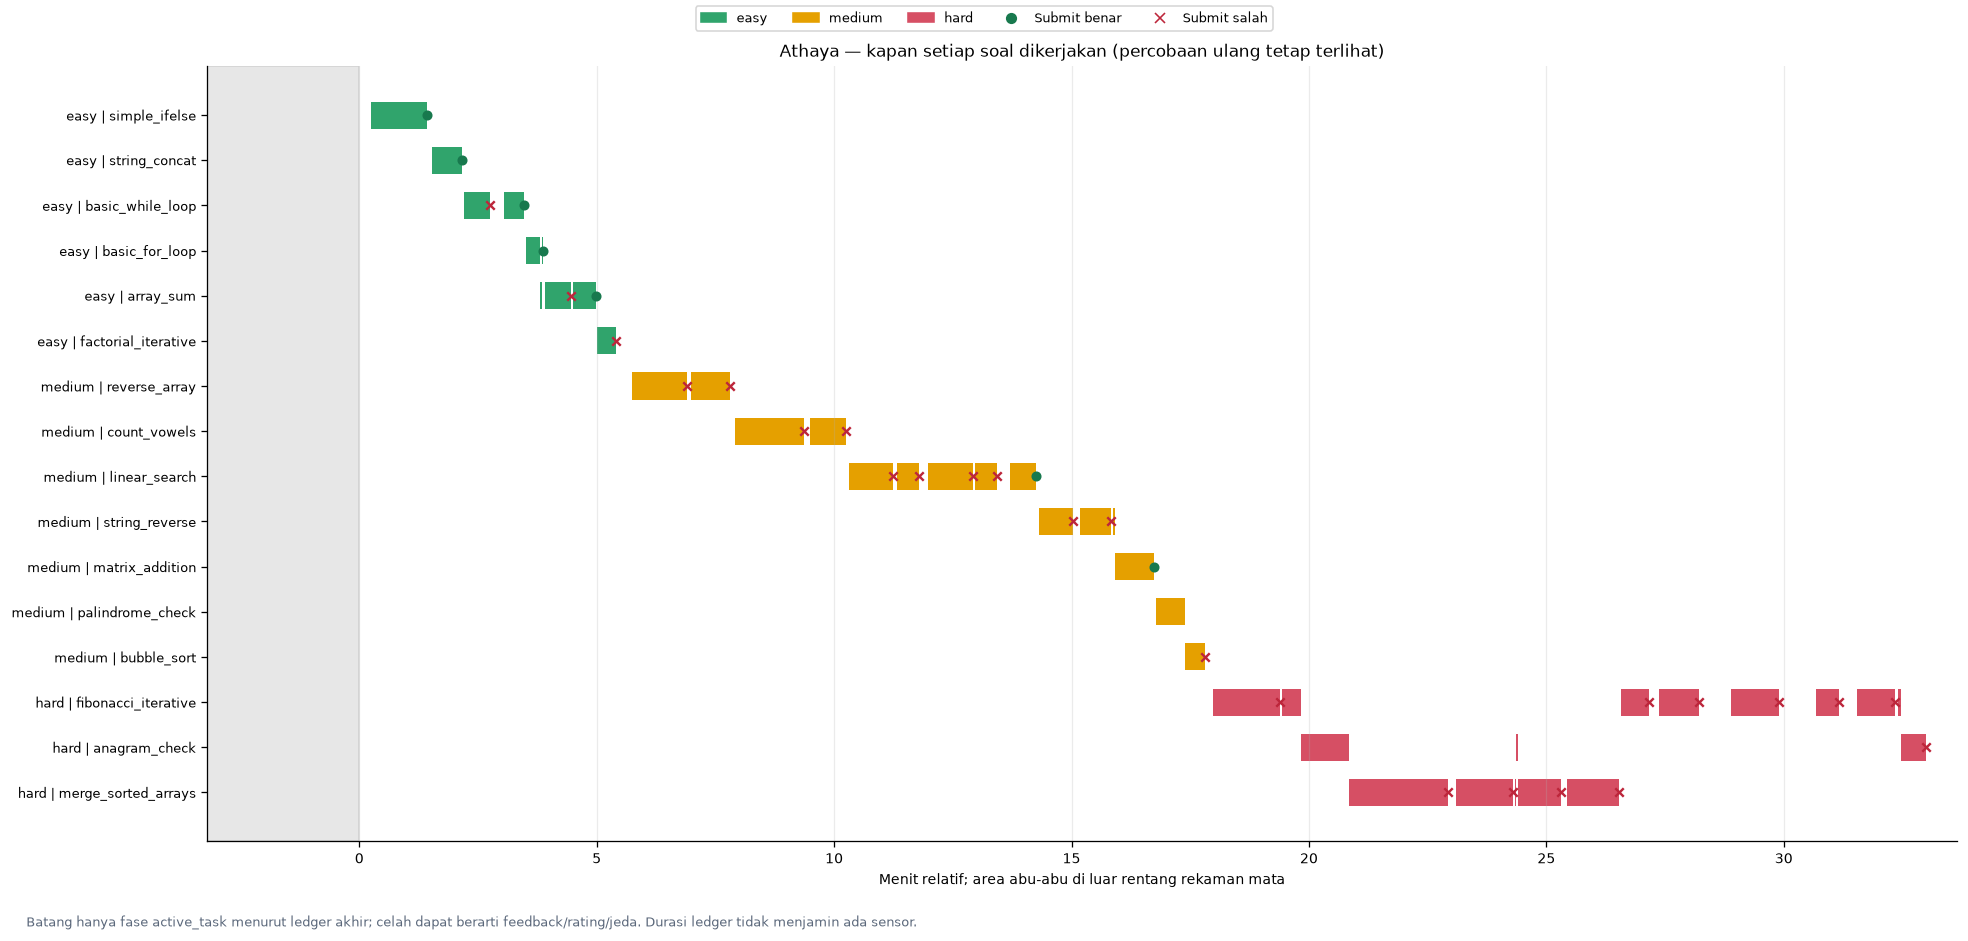 easy medium hard Submit benar Submit salah
Athaya — kapan setiap soal dikerjakan (percobaan ulang tetap terlihat)
easy | simple_ifelse
easy | string_concat
easy | basic_while_loop
easy | basic_for_loop
easy | array_sum
easy | factorial_iterative
medium | reverse_array
medium | count_vowels
medium | linear_search
medium | string_reverse
medium | matrix_addition
medium | palindrome_check
medium | bubble_sort
hard | fibonacci_iterative
hard | anagram_check
hard | merge_sorted_arrays
0 5 10 15 20 25 30
Menit relatif; area abu-abu di luar rentang rekaman mata
Batang hanya fase active_task menurut ledger akhir; celah dapat berarti feedback/rating/jeda. Durasi ledger tidak menjamin ada sensor.